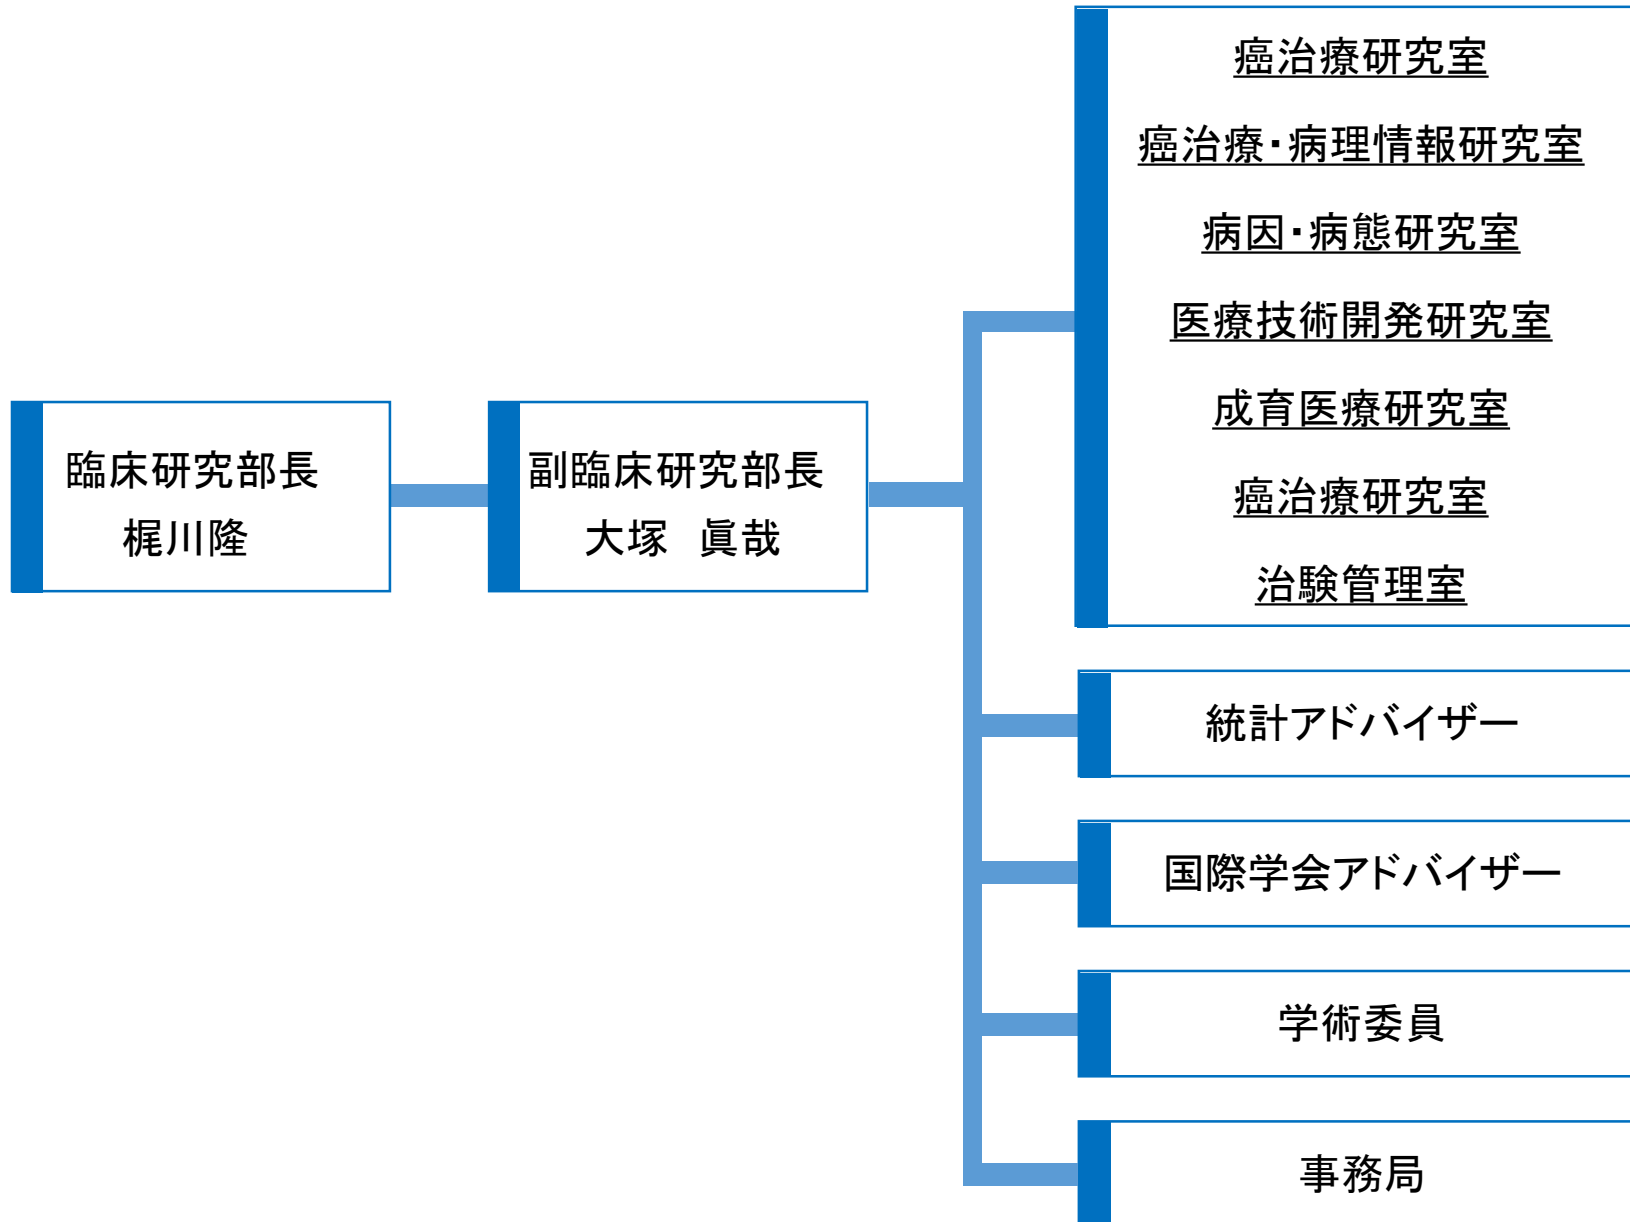 臨床研究部長
梶川隆
副臨床研究部長
大塚　眞哉
癌治療研究室
癌治療・病理情報研究室
病因・病態研究室
医療技術開発研究室
成育医療研究室
癌治療研究室
治験管理室
統計アドバイザー
国際学会アドバイザー
学術委員
事務局